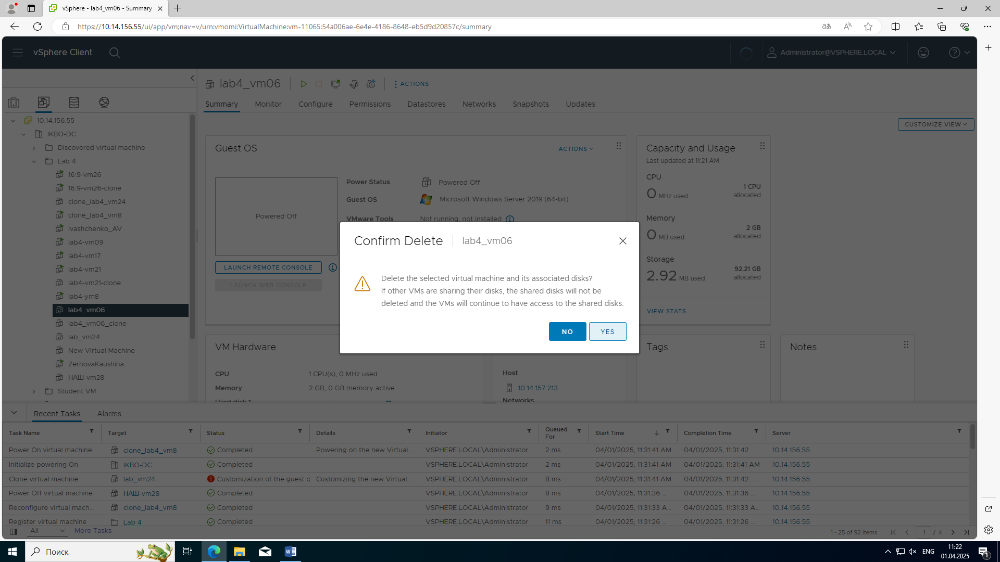 vSphere - lab4_vm06 - Summary
https://10.14.156.55/ui/app/vm;nav=v/urn:vmomi:VirtualMachine:vm-11065:54a006ae-6e4e-4186-8648-eb5d9d20857c/summary
vSphere Client
Administrator@VSPHERE.LOCAL
lab4_vm06
ACTIONS
Summary Monitor Configure Permissions Datastores Networks Snapshots Updates
CUSTOMIZE VIEW
10.14.156.55
IKBO-DC
Discovered virtual machine
Lab 4
16:9-vm26
16:9-vm26-clone
clone_lab4_vm24
clone_lab4_vm8
Ivashchenko_AV
lab4-vm09
lab4-vm17
lab4-vm21
lab4-vm21-clone
lab4-ym8
lab4_vm06
lab4_vm06_clone
lab_vm24
New Virtual Machine
ZernovaKaushina
НАШ-vm28
Student VM
Guest OS
ACTIONS
Powered Off
LAUNCH REMOTE CONSOLE
LAUNCH WEB CONSOLE
Power Status Powered Off
Guest OS Microsoft Windows Server 2019 (64-bit)
VMware Tools Not running, not installed
Capacity and Usage
Last updated at 11:21 AM
CPU
0 MHz used
1 CPU
allocated
Memory
0 MB used
2 GB
allocated
Storage
2.92 MB used
92.21 GB
allocated
VIEW STATS
Confirm Delete lab4_vm06
Delete the selected virtual machine and its associated disks?
If other VMs are sharing their disks, the shared disks will not be
deleted and the VMs will continue to have access to the shared disks.
NO YES
VM Hardware
CPU 1 CPU(s), 0 MHz used
Memory 2 GB, 0 GB memory active
Hard disk 1
Host
10.14.157.213
Networks
Tags
Notes
Recent Tasks Alarms
Task Name Target Status Details Initiator Queued For Start Time Completion Time Server
Power On virtual machine clone_lab4_vm8 Completed Powering on the new Virtual... VSPHERE.LOCAL\Administrator 2 ms 04/01/2025, 11:31:41 AM 04/01/2025, 11:31:42 ... 10.14.156.55
Initialize powering On IKBO-DC Completed VSPHERE.LOCAL\Administrator 2 ms 04/01/2025, 11:31:41 AM 04/01/2025, 11:31:41 AM 10.14.156.55
Clone virtual machine lab_vm24 Customization of the guest o Customizing the new Virtual... VSPHERE.LOCAL\Administrator 8 ms 04/01/2025, 11:31:41 AM 04/01/2025, 11:31:42 ... 10.14.156.55
Power Off virtual machine НАШ-vm28 Completed VSPHERE.LOCAL\Administrator 8 ms 04/01/2025, 11:31:36 ... 04/01/2025, 11:31:36 ... 10.14.156.55
Reconfigure virtual mach... clone_lab4_vm8 Completed VSPHERE.LOCAL\Administrator 9 ms 04/01/2025, 11:31:33 A... 04/01/2025, 11:31:33 A... 10.14.156.55
Register virtual machine Lab 4 Completed VSPHERE.LOCAL\Administrator 11 ms 04/01/2025, 11:31:26 ... 04/01/2025, 11:31:26 ... 10.14.156.55
All More Tasks
1 - 25 of 92 items 1 / 4
Поиск
ENG
11:22
01.04.2025
1